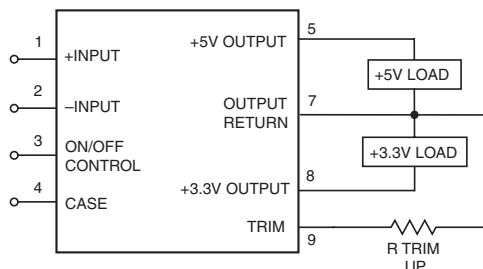 1
+INPUT
2
–INPUT
3
ON/OFF
CONTROL
4
CASE
+5V OUTPUT
5
OUTPUT
RETURN
7
+3.3V OUTPUT
8
TRIM
9
+5V LOAD
+3.3V LOAD
R TRIM
UP